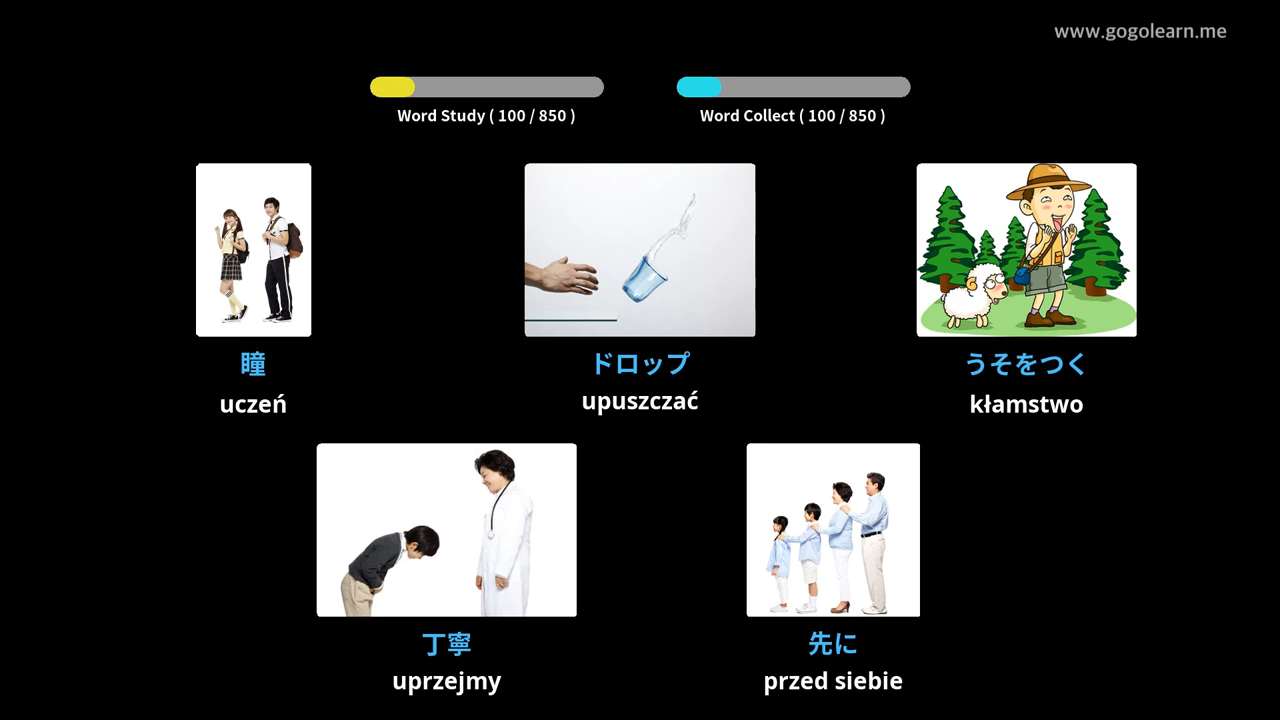 www.gogolearn.me
Word Study ( 100 / 850 )
Word Collect ( 100 / 850 )
瞳
uczeń
ドロップ
upuszczać
うそをつく
kłamstwo
丁寧
uprzejmy
先に
przed siebie